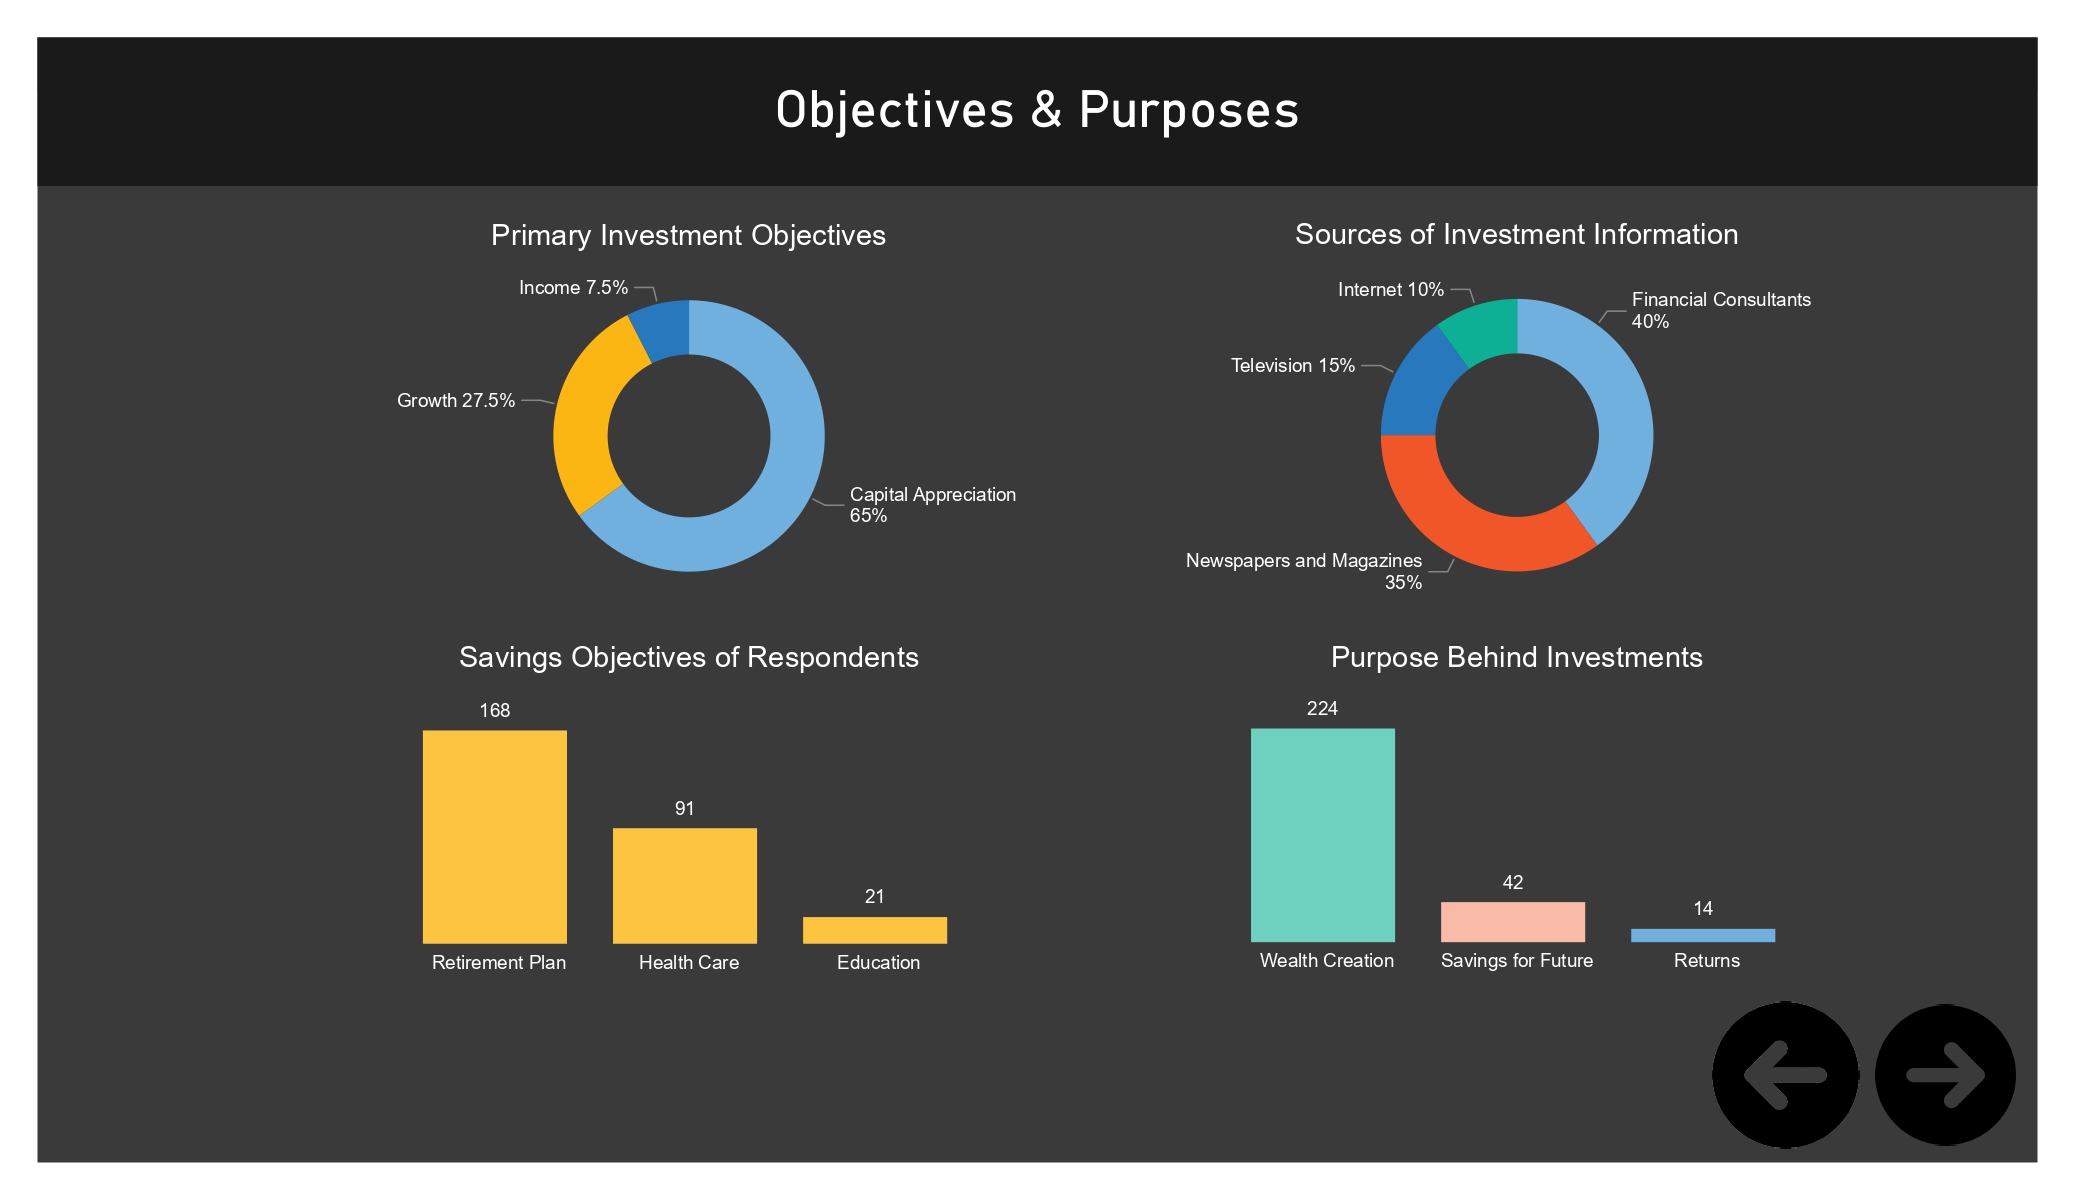 Objectives & Purposes
Primary Investment Objectives
Income 7.5%
Growth 27.5%
Capital Appreciation
65%
Sources of Investment Information
Internet 10%
Financial Consultants
40%
Television 15%
Newspapers and Magazines
35%
Savings Objectives of Respondents
168
91
21
Retirement Plan
Health Care
Education
Purpose Behind Investments
224
42
14
Wealth Creation
Savings for Future
Returns